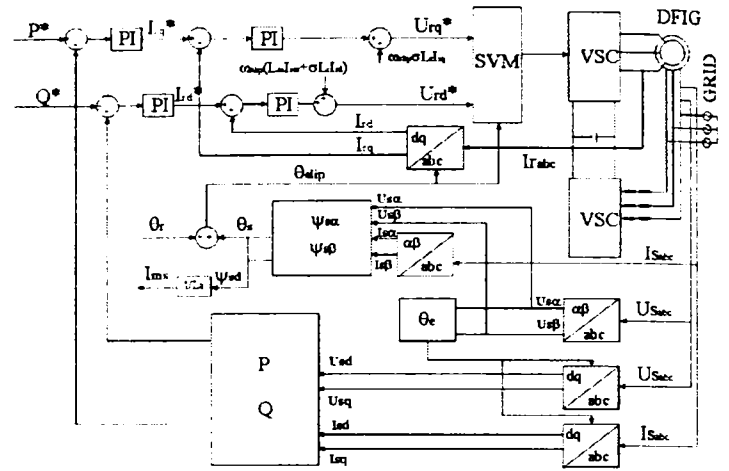 P*
PI
Irq*
PI
Urq*
DFIG
SVM
VSC
GRID
Q*
PI
Ird*
PI
Urd*
Ird
Irq
dq
abc
Irabc
θslip
VSC
θr
θs
ψsα
ψsβ
Usα
Usβ
Isα
Isβ
αβ
abc
ISabc
Ims
ψsd
θe
Usα
Usβ
αβ
abc
USabc
P
Q
Usd
Usq
dq
abc
USabc
Isd
Isq
dq
abc
ISabc